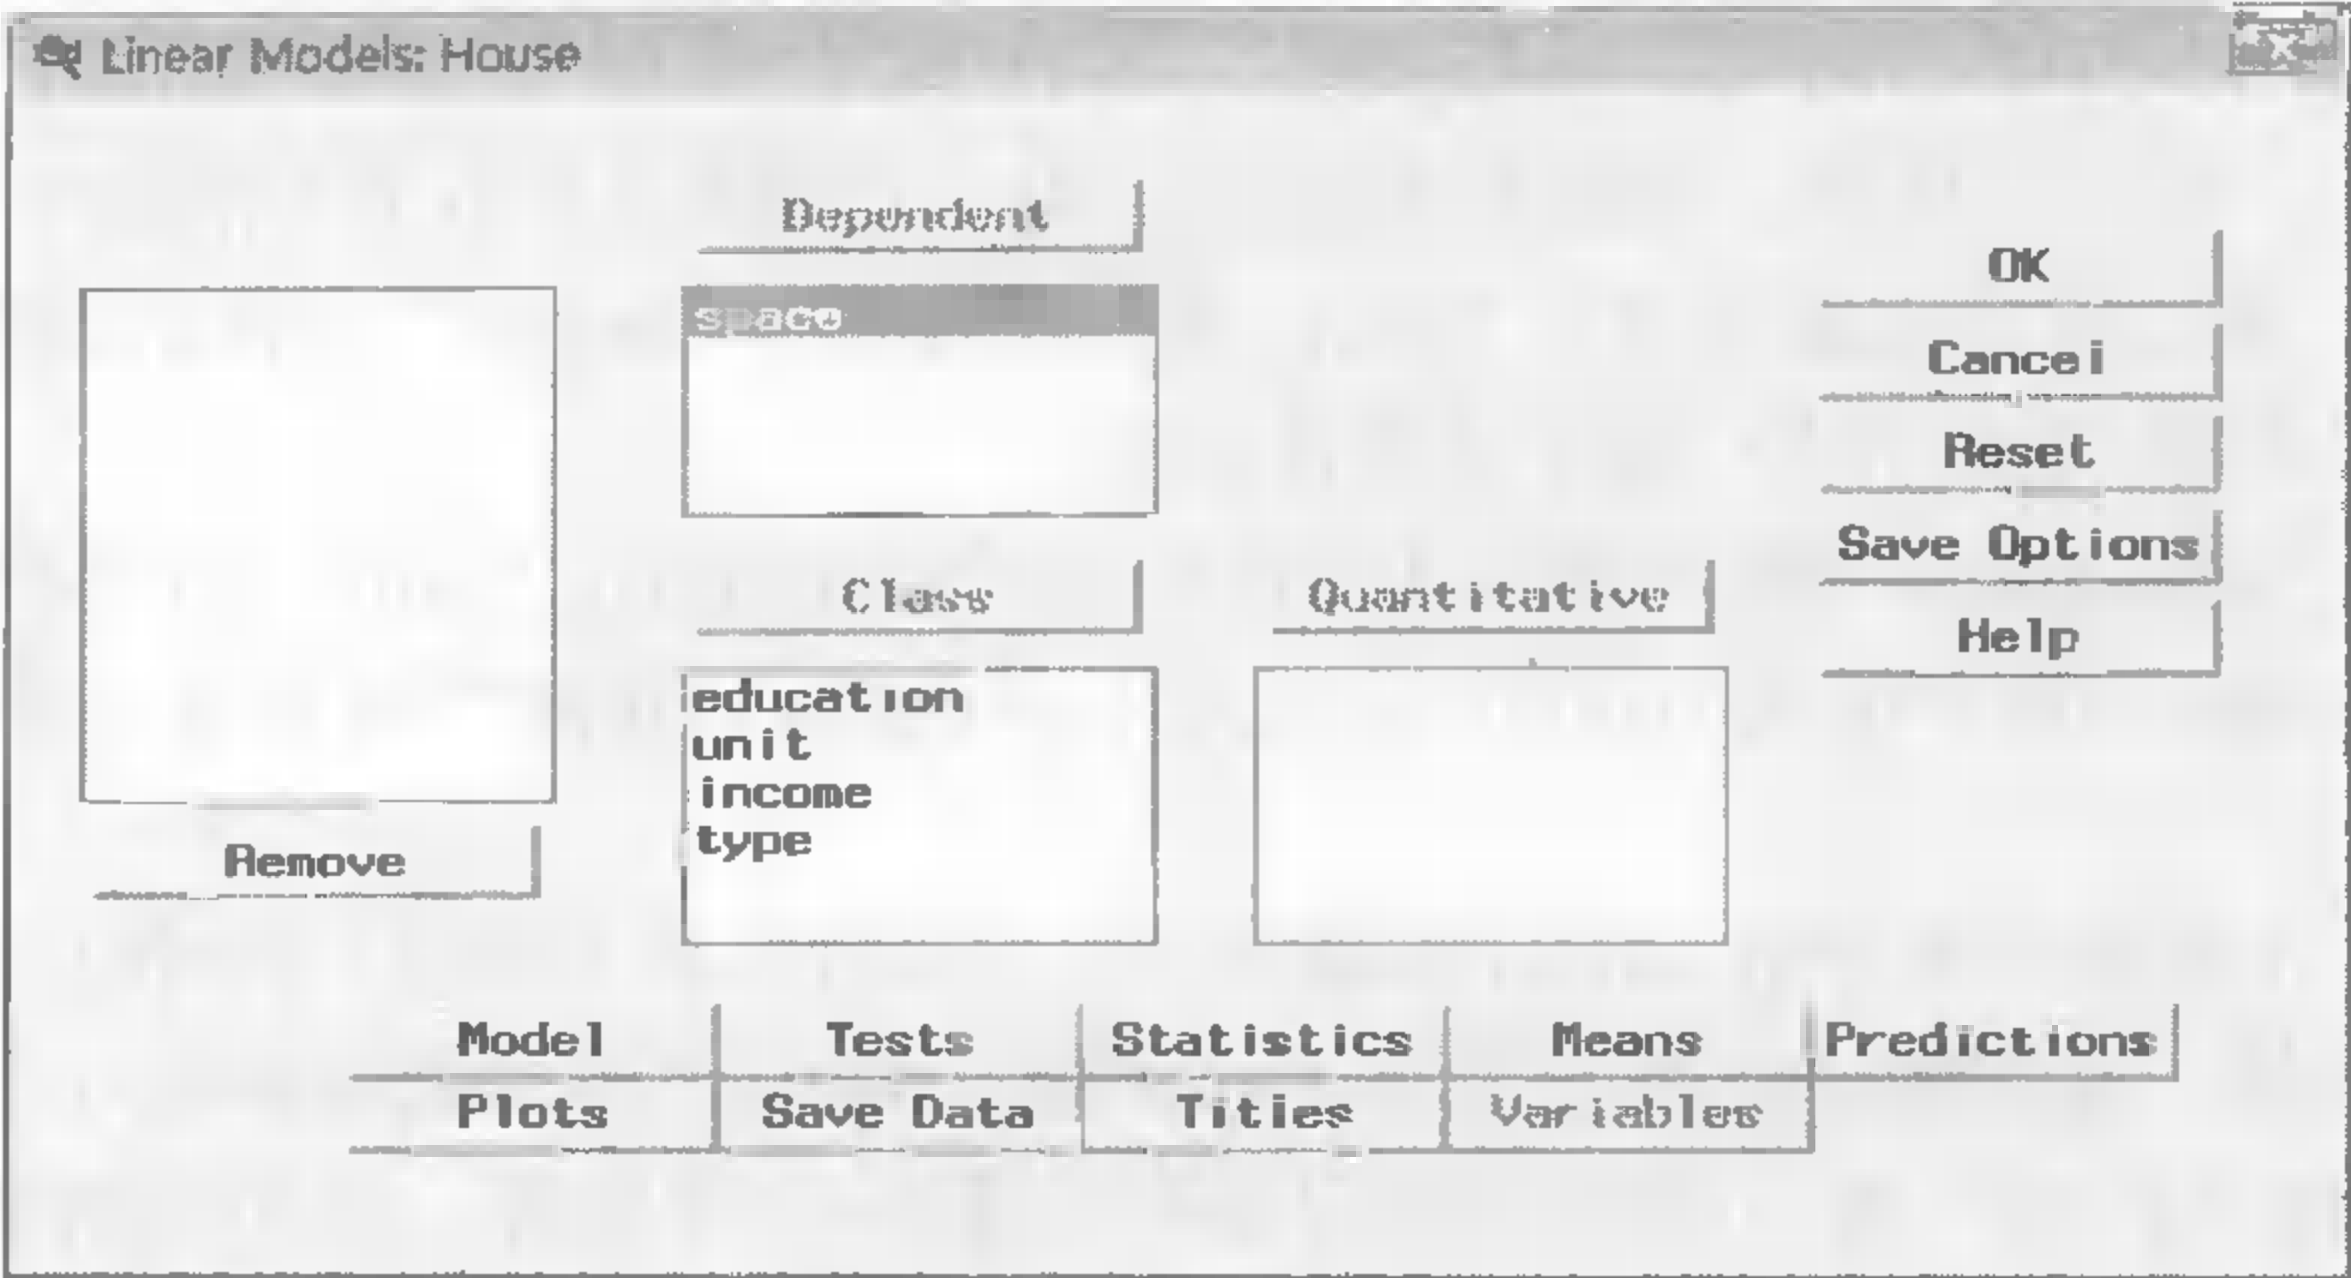 Linear Models: House
Dependent
space
OK
Cancel
Reset
Save Options
Help
Class
Quantitative
education
unit
income
type
Remove
Model Tests Statistics Means Predictions
Plots Save Data Titles Variables